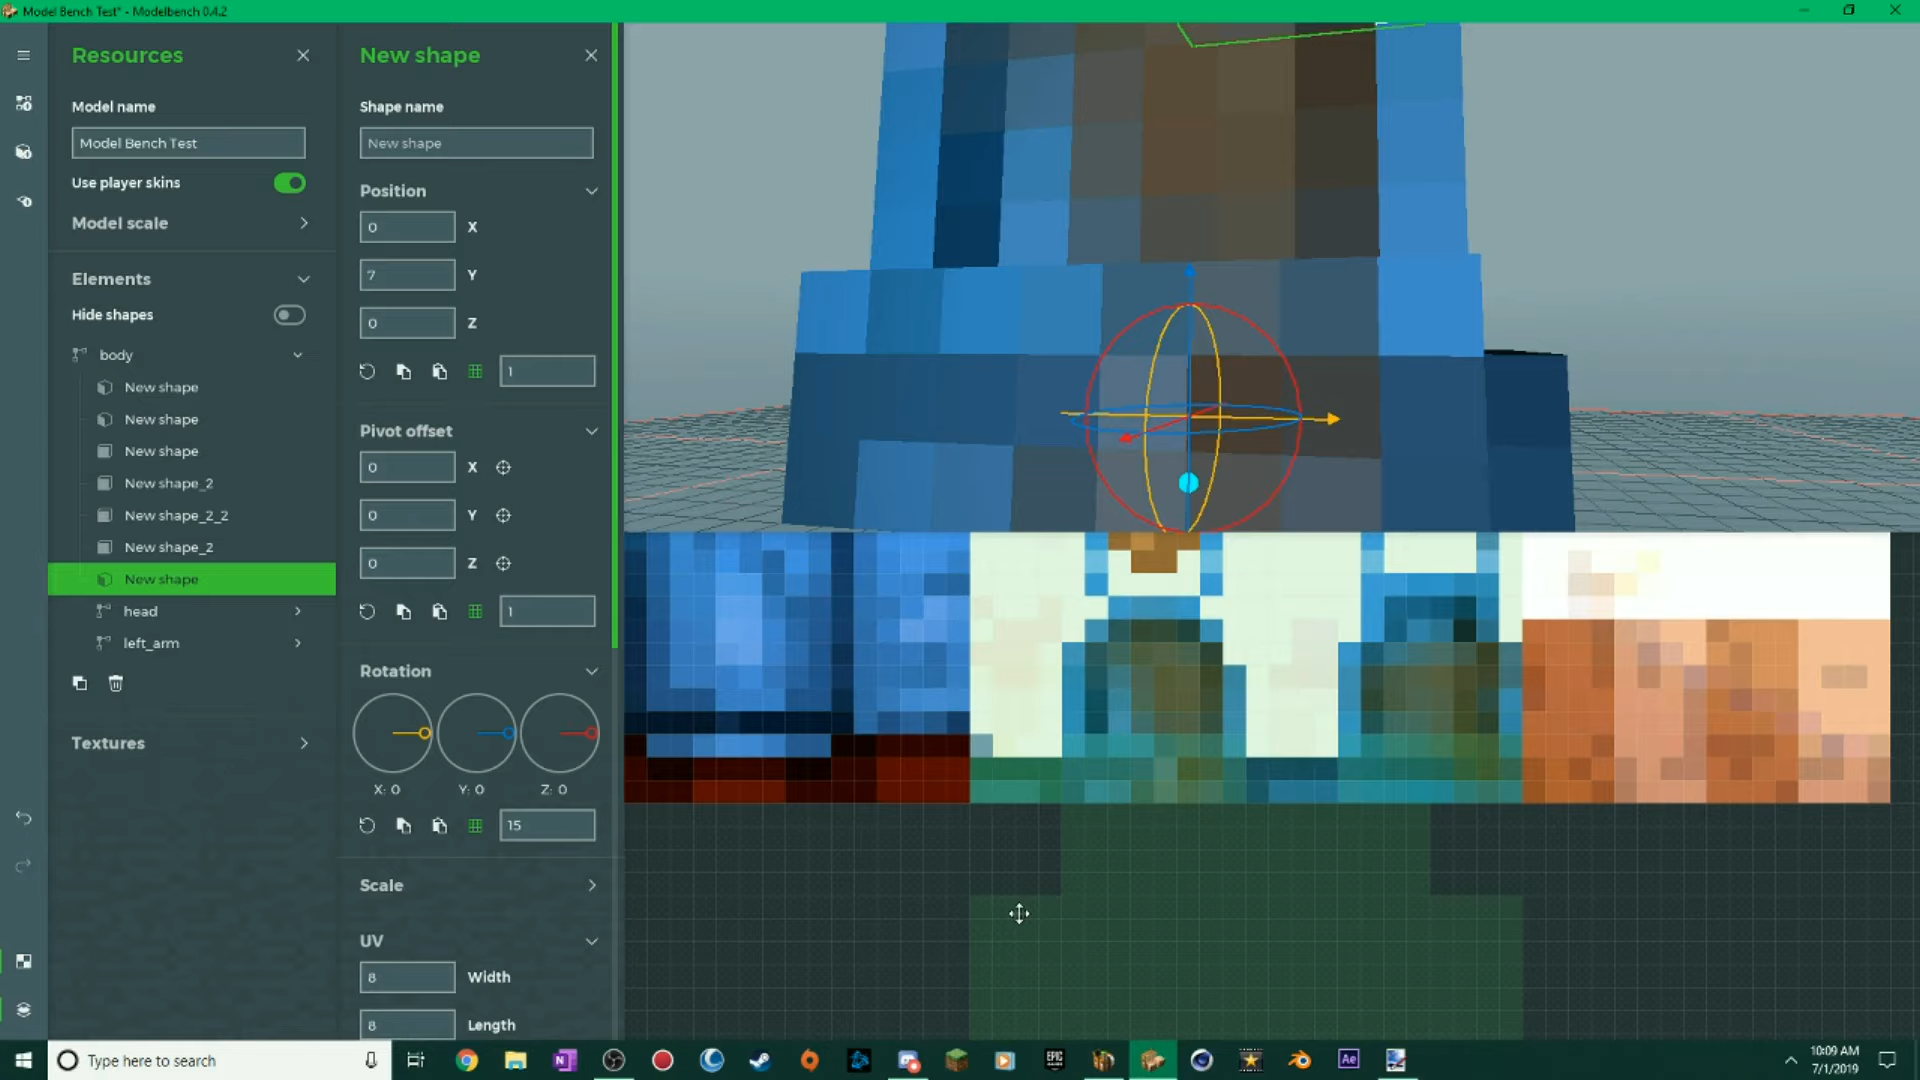 Model Bench Test* - Modelbench 0.4.2
Resources
Model name
Model Bench Test
Use player skins
Model scale
Elements
Hide shapes
body
New shape
New shape
New shape
New shape_2
New shape_2_2
New shape_2
New shape
head
left_arm
Textures
New shape
Shape name
New shape
Position
0 X
7 Y
0 Z
1
Pivot offset
0 X
0 Y
0 Z
1
Rotation
X: 0 Y: 0 Z: 0
15
Scale
UV
8 Width
8 Length
Type here to search
N
EPIC GAMES
Ae
10:09 AM
7/1/2019